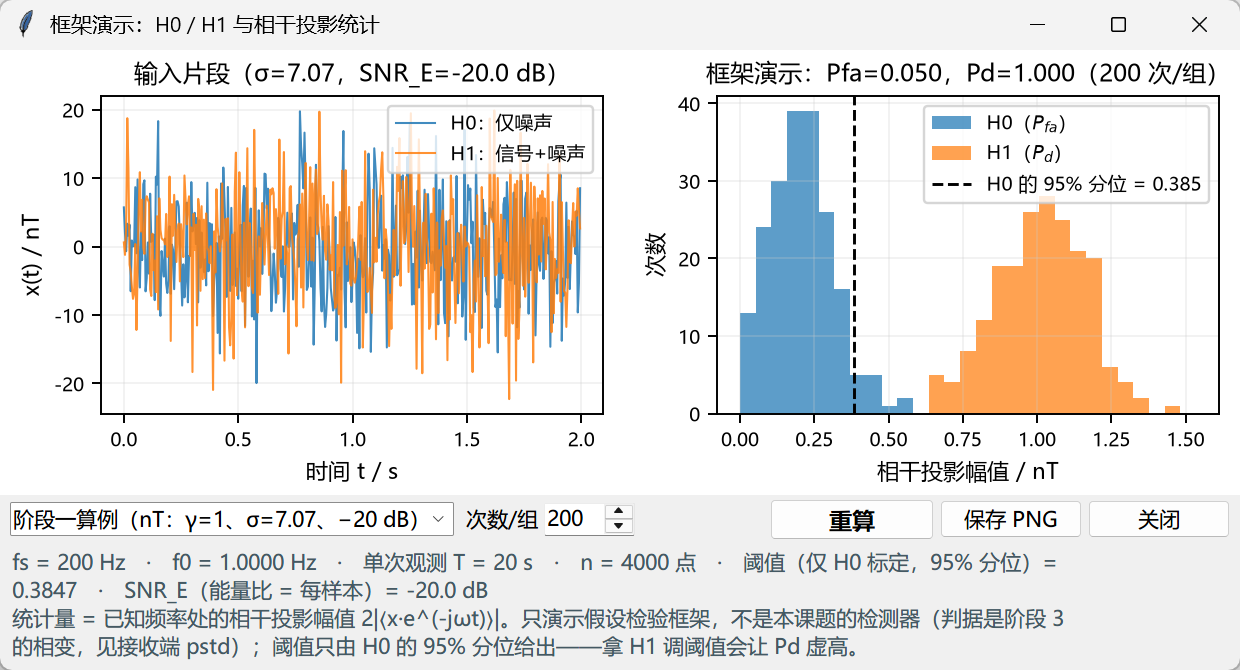 框架演示：H0 / H1 与相干投影统计
输入片段（σ=7.07，SNR_E=-20.0 dB）
x(t) / nT
20
10
0
-10
-20
H0：仅噪声
H1：信号+噪声
0.0 0.5 1.0 1.5 2.0
时间 t / s
框架演示：Pfa=0.050，Pd=1.000（200 次/组）
次数
40
30
20
10
0
H0（Pfa）
H1（Pd）
H0 的 95% 分位 = 0.385
0.00 0.25 0.50 0.75 1.00 1.25 1.50
相干投影幅值 / nT
阶段一算例（nT：γ=1、σ=7.07、−20 dB） 次数/组 200 重算 保存 PNG 关闭
fs = 200 Hz · f0 = 1.0000 Hz · 单次观测 T = 20 s · n = 4000 点 · 阈值（仅 H0 标定，95% 分位）=
0.3847 · SNR_E（能量比 = 每样本）= -20.0 dB
统计量 = 已知频率处的相干投影幅值 2|⟨x·e^(-jωt)⟩|。只演示假设检验框架，不是本课题的检测器（判据是阶段 3
的相变，见接收端 pstd）；阈值只由 H0 的 95% 分位给出——拿 H1 调阈值会让 Pd 虚高。